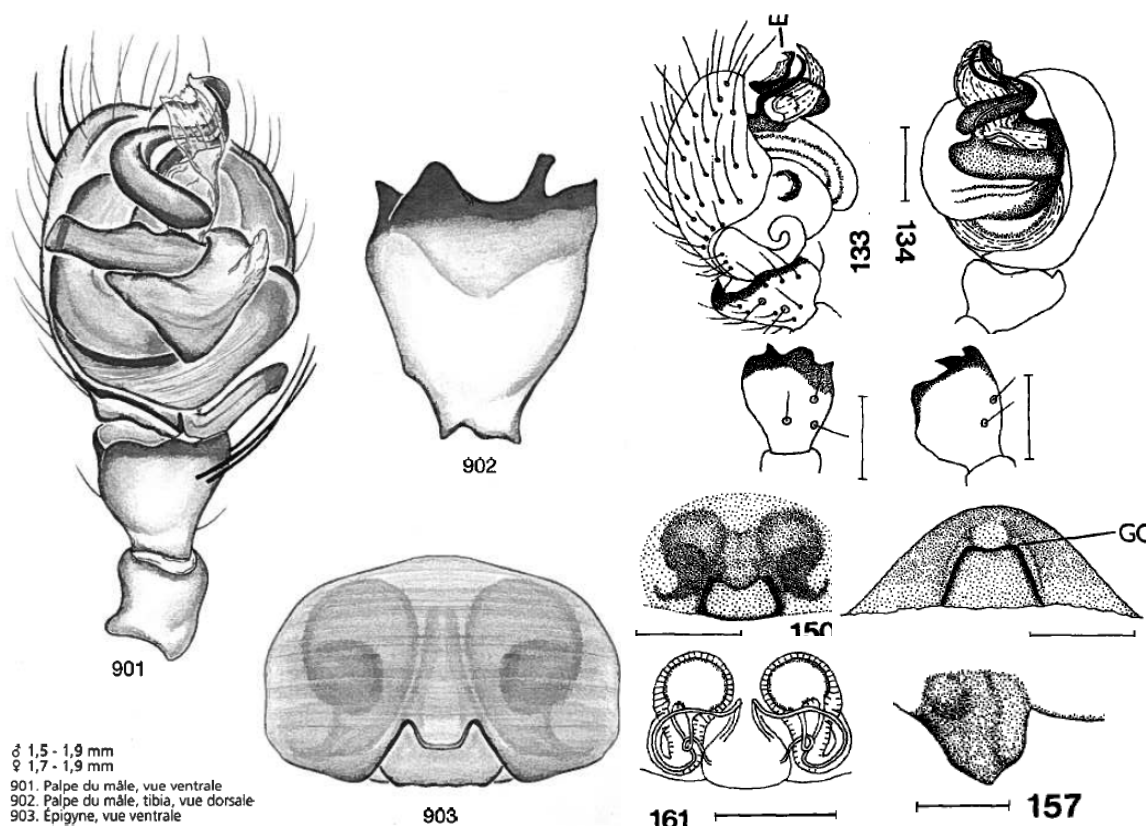 901
902
903
♂ 1,5 - 1,9 mm
♀ 1,7 - 1,9 mm
901. Palpe du mâle, vue ventrale
902. Palpe du mâle, tibia, vue dorsale
903. Épigyne, vue ventrale
E
133
134
GO
150
161
157